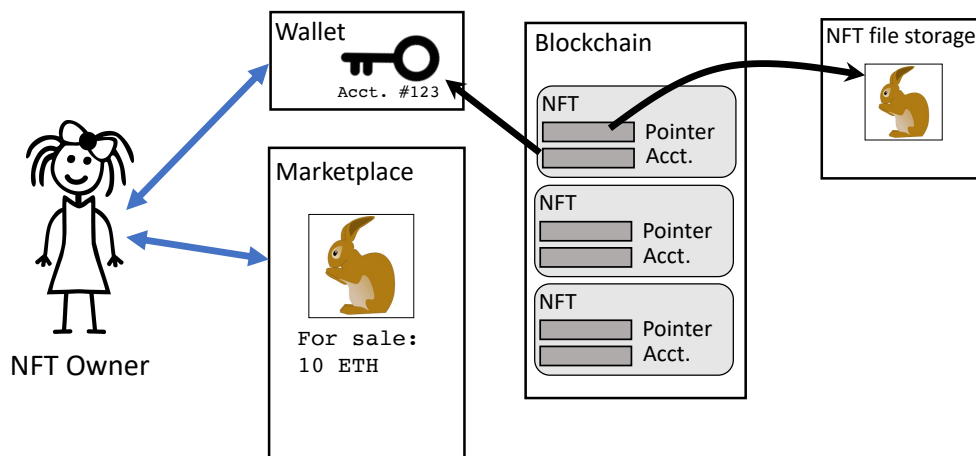 Wallet
Acct. #123
Blockchain
NFT file storage
NFT
Pointer
Acct.
Marketplace
NFT
Pointer
Acct.
For sale:
10 ETH
NFT
Pointer
Acct.
NFT Owner